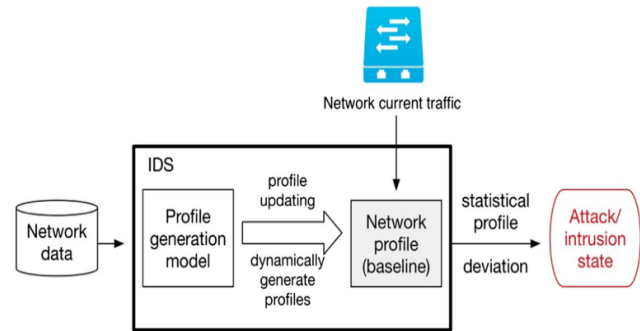 Network current traffic
IDS
Network
data
Profile
generation
model
profile
updating
dynamically
generate
profiles
Network
profile
(baseline)
statistical
profile
deviation
Attack/
intrusion
state